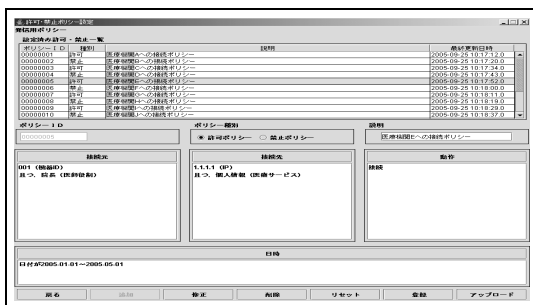 許可・禁止ポリシー設定
発信用ポリシー
設定済み許可・禁止一覧
ポリシーＩＤ 種別 説明 最終更新日時
00000001 許可 医療機関Aへの接続ポリシー 2005-09-25 10:17:12.0
00000002 禁止 医療機関Bへの接続ポリシー 2005-09-25 10:17:20.0
00000003 許可 医療機関Cへの接続ポリシー 2005-09-25 10:17:34.0
00000004 禁止 医療機関Dへの接続ポリシー 2005-09-25 10:17:43.0
00000005 許可 医療機関Eへの接続ポリシー 2005-09-25 10:17:52.0
00000006 禁止 医療機関Fへの接続ポリシー 2005-09-25 10:18:00.0
00000007 許可 医療機関Gへの接続ポリシー 2005-09-25 10:18:11.0
00000008 禁止 医療機関Hへの接続ポリシー 2005-09-25 10:18:19.0
00000009 許可 医療機関Iへの接続ポリシー 2005-09-25 10:18:29.0
00000010 禁止 医療機関Jへの接続ポリシー 2005-09-25 10:18:37.0
ポリシーＩＤ ポリシー種別 説明
00000005 許可ポリシー 禁止ポリシー 医療機関Eへの接続ポリシー
接続元 接続先 動作
001 (機器ID) 1.1.1.1 (IP) 接続
且つ、院長 (医師役割) 且つ、個人情報 (医療サービス)
日時
日付が2005-01-01～2005-05-01
戻る 追加 修正 削除 リセット 登録 アップロード